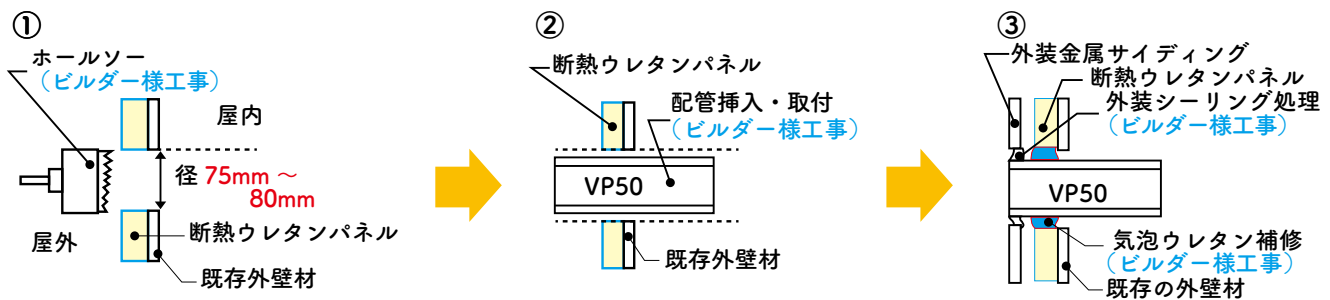 ①
ホールソー
（ビルダー様工事）
屋内
径 75mm ～
80mm
屋外
断熱ウレタンパネル
既存外壁材
②
断熱ウレタンパネル
配管挿入・取付
（ビルダー様工事）
VP50
既存外壁材
③
外装金属サイディング
断熱ウレタンパネル
外装シーリング処理
（ビルダー様工事）
VP50
気泡ウレタン補修
（ビルダー様工事）
既存の外壁材